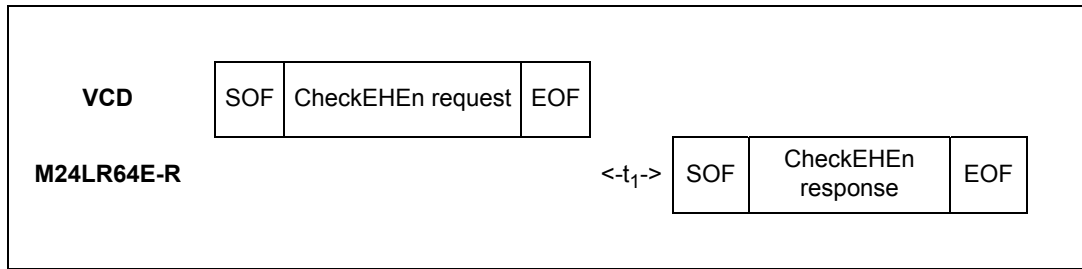 VCD SOF CheckEHEn request EOF
M24LR64E-R <-t1-> SOF CheckEHEn response EOF